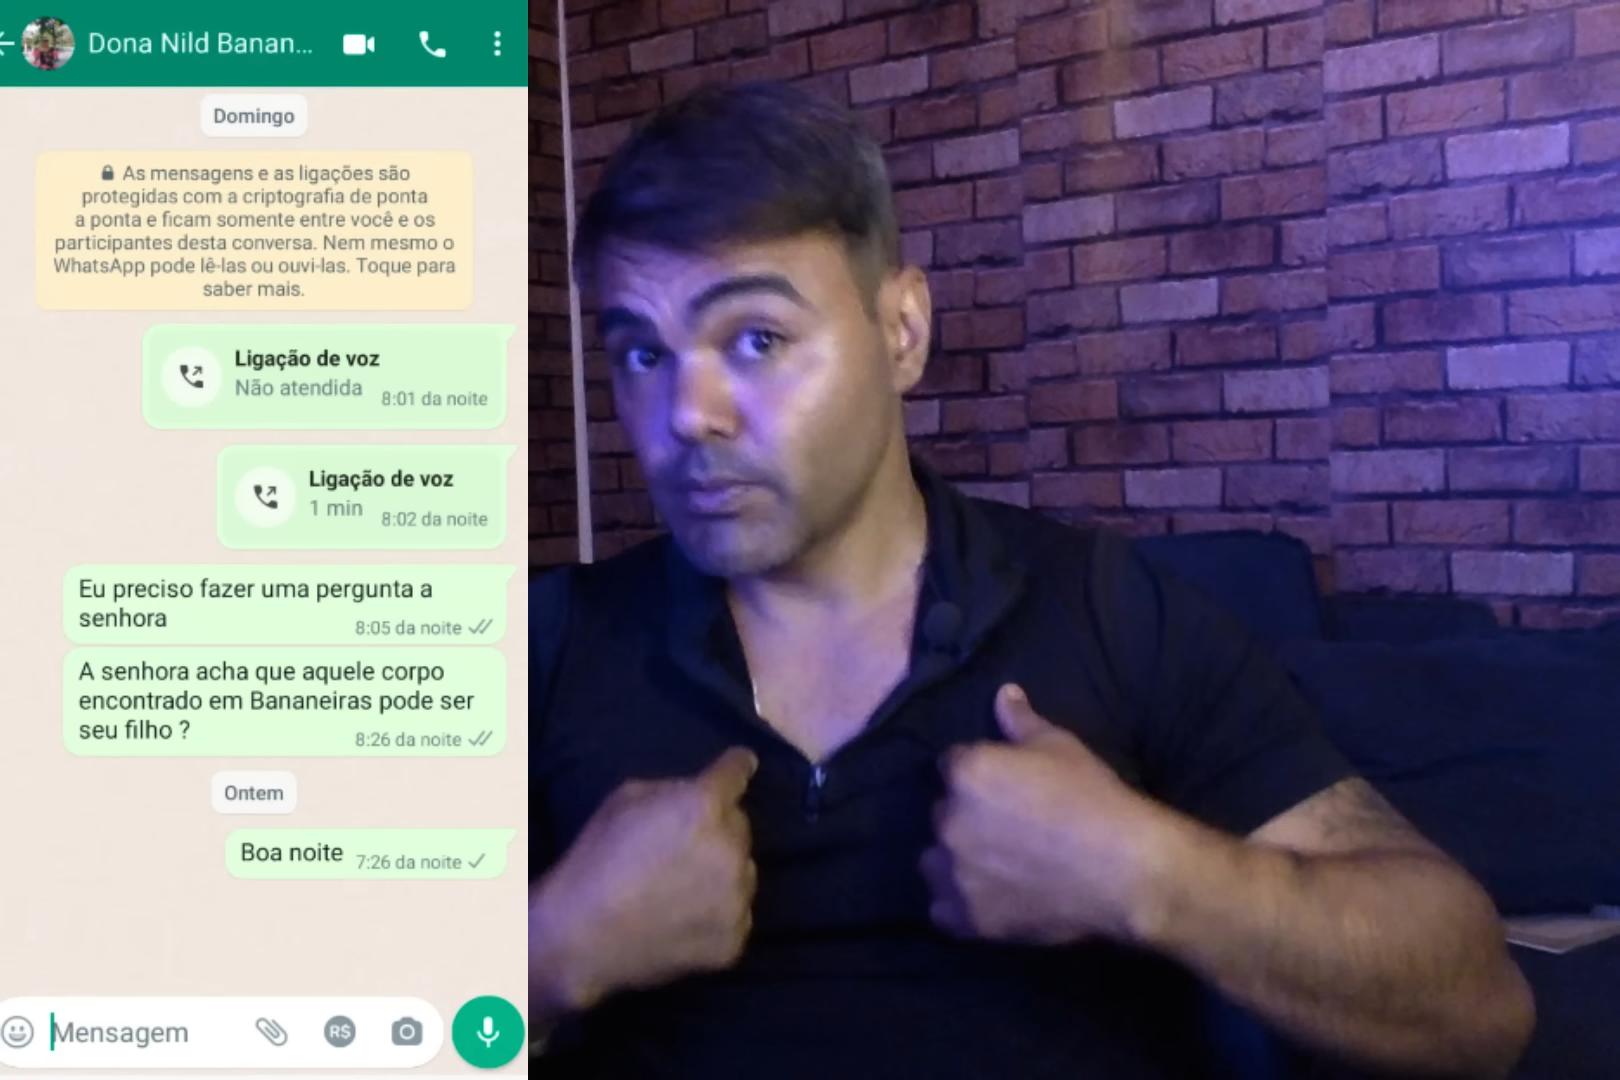 Dona Nild Banan...
Domingo
As mensagens e as ligações são
protegidas com a criptografia de ponta
a ponta e ficam somente entre você e os
participantes desta conversa. Nem mesmo o
WhatsApp pode lê-las ou ouvi-las. Toque para
saber mais.
Ligação de voz
Não atendida 8:01 da noite
Ligação de voz
1 min 8:02 da noite
Eu preciso fazer uma pergunta a
senhora 8:05 da noite
A senhora acha que aquele corpo
encontrado em Bananeiras pode ser
seu filho ? 8:26 da noite
Ontem
Boa noite 7:26 da noite
Mensagem R$